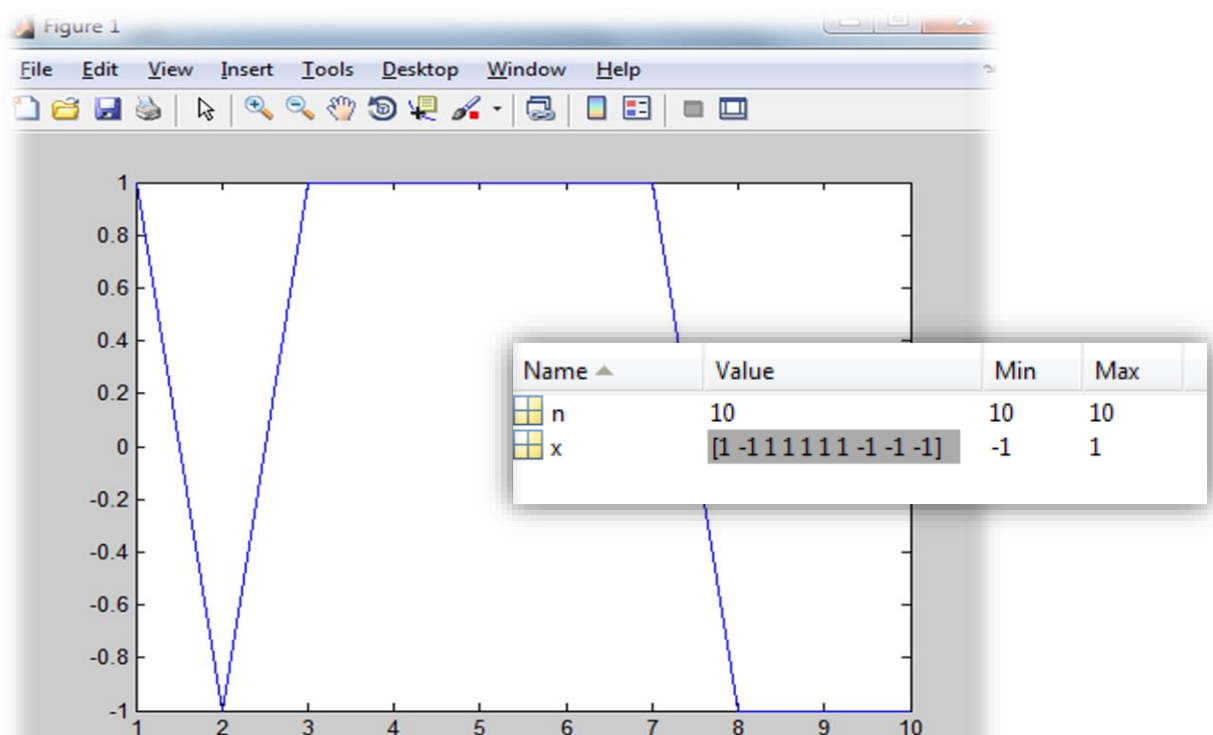 Figure 1
File Edit View Insert Tools Desktop Window Help
1
0.8
0.6
0.4
0.2
0
-0.2
-0.4
-0.6
-0.8
-1
1 2 3 4 5 6 7 8 9 10
Name Value Min Max
n 10 10 10
x [1 -1 1 1 1 1 1 -1 -1 -1] -1 1